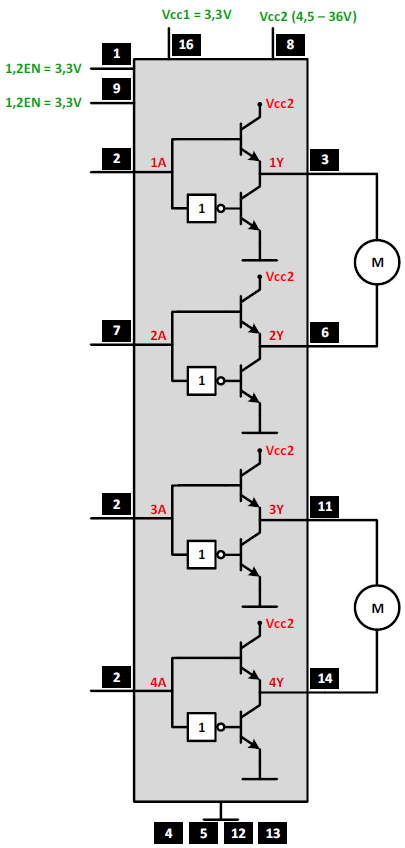 Vcc1 = 3,3V
Vcc2 (4,5 – 36V)
16
8
1
1,2EN = 3,3V
9
1,2EN = 3,3V
Vcc2
2
1A
1Y
3
1
M
Vcc2
7
2A
2Y
6
1
Vcc2
2
3A
3Y
11
1
M
Vcc2
2
4A
4Y
14
1
4 5 12 13